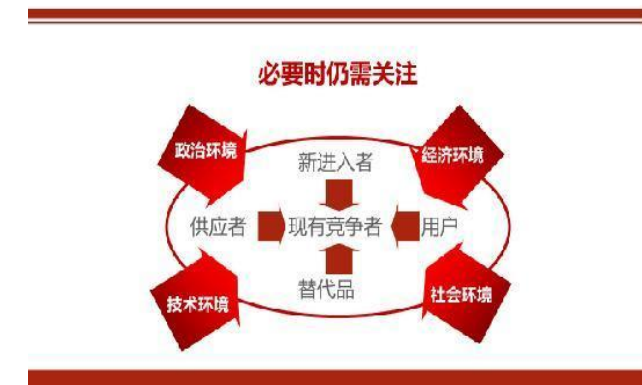 必要时仍需关注
政治环境
经济环境
新进入者
供应者
现有竞争者
用户
替代品
技术环境
社会环境